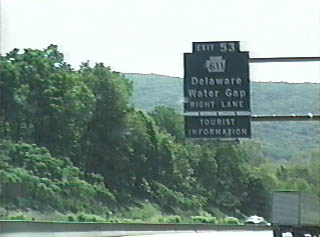 EXIT 53
611
Delaware
Water Gap
RIGHT LANE
TOURIST
INFORMATION